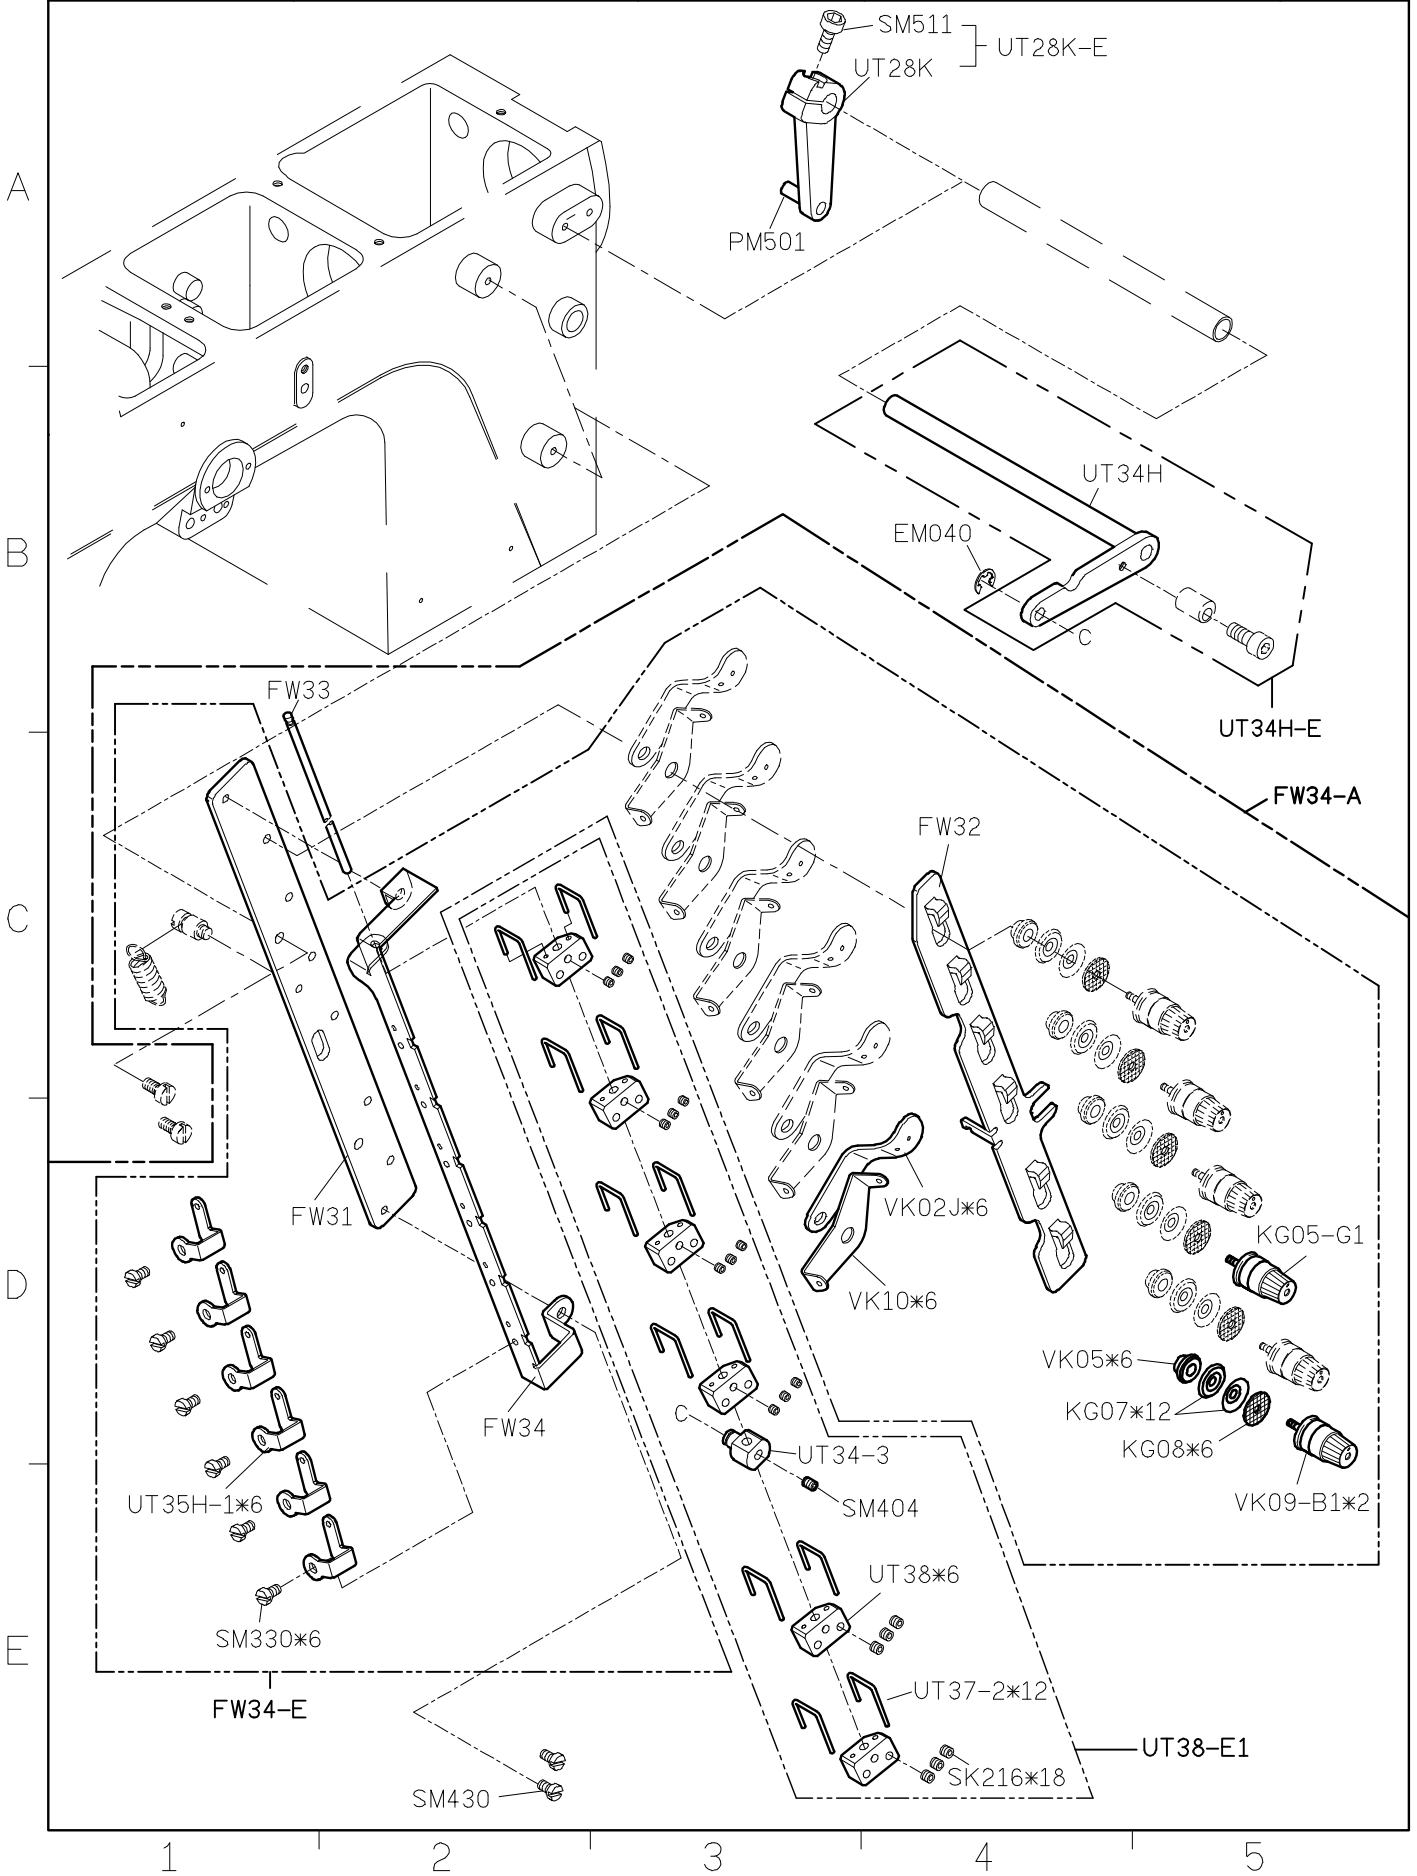 SM511
UT28K-E
UT28K
A
PM501
UT34H
EM040
B
C
FW33
UT34H-E
FW34-A
FW32
C
FW31
VK02J*6
KG05-G1
D
VK10*6
VK05*6
KG07*12
FW34
C
KG08*6
UT34-3
UT35H-1*6
SM404
VK09-B1*2
UT38*6
SM330*6
E
UT37-2*12
FW34-E
UT38-E1
SK216*18
SM430
1 2 3 4 5